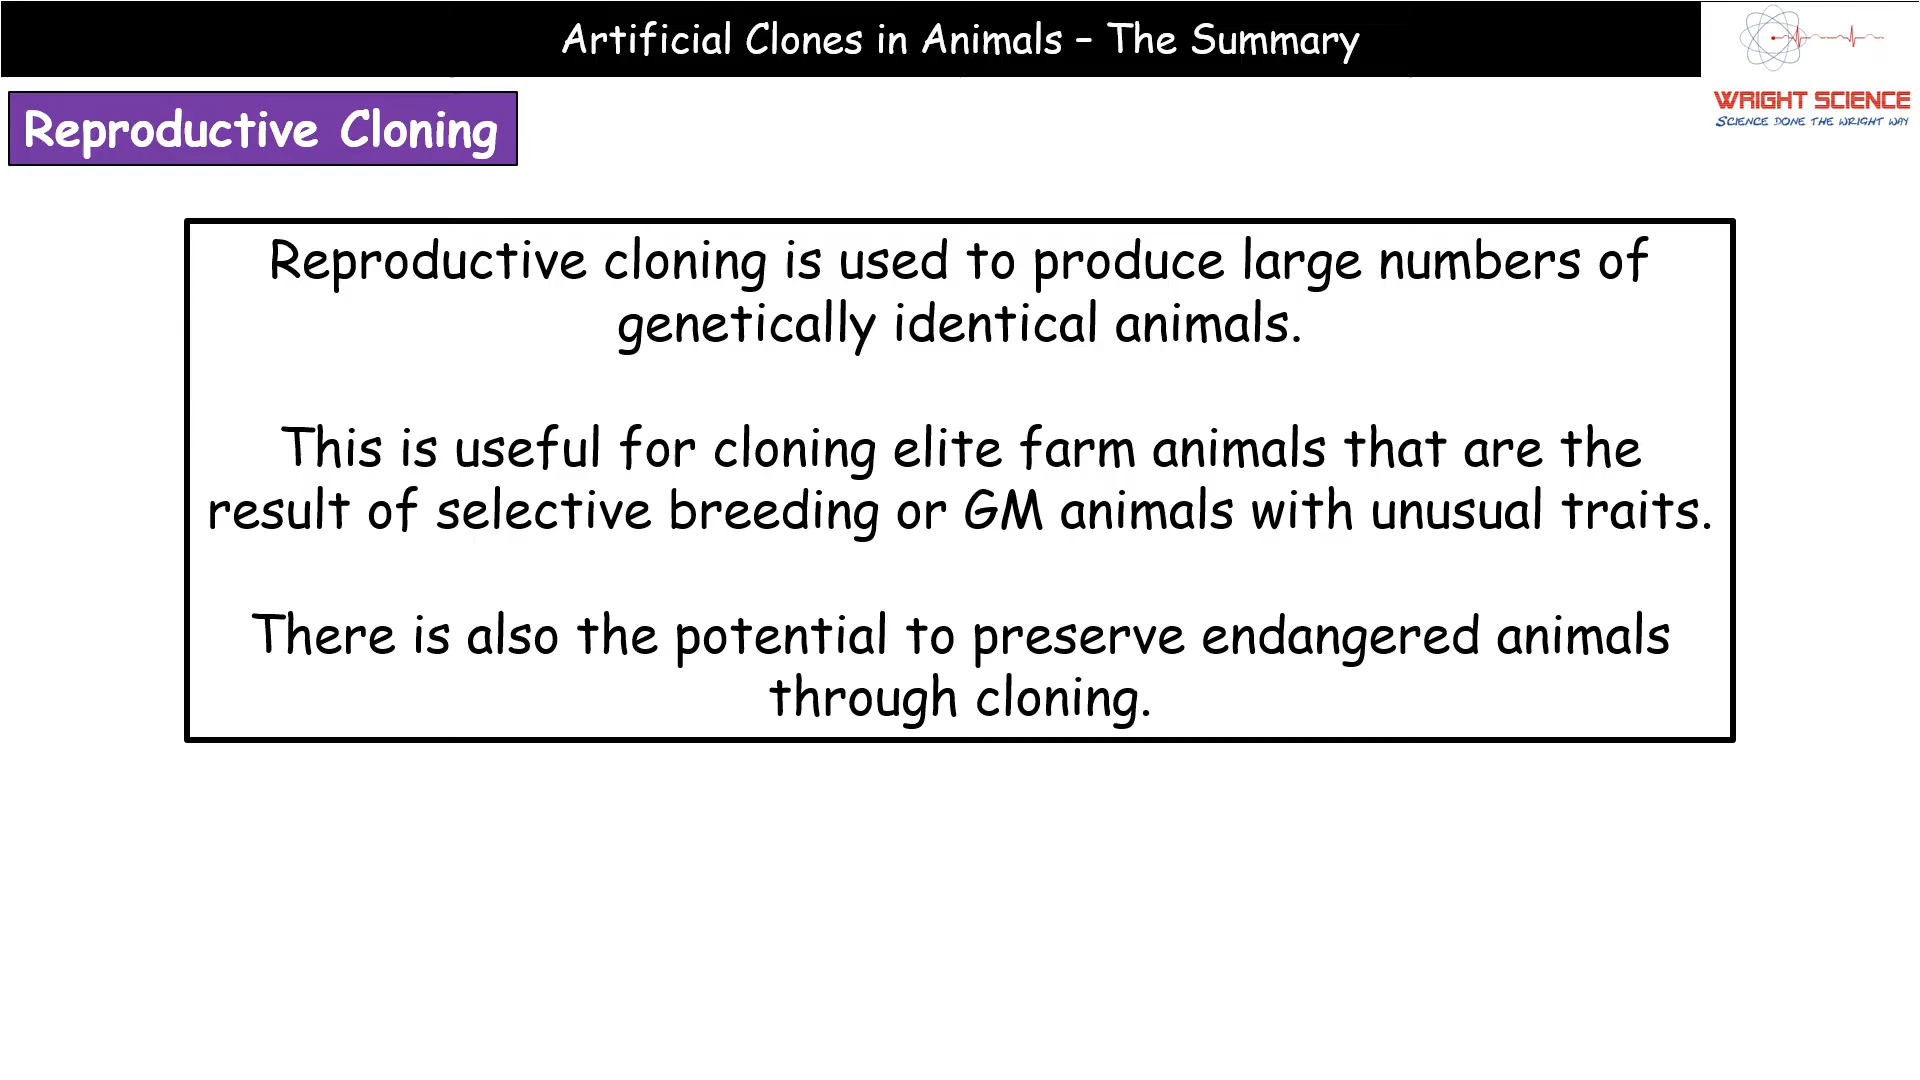 Artificial Clones in Animals – The Summary
WRIGHT SCIENCE
SCIENCE DONE THE WRIGHT WAY
Reproductive Cloning
Reproductive cloning is used to produce large numbers of
genetically identical animals.
This is useful for cloning elite farm animals that are the
result of selective breeding or GM animals with unusual traits.
There is also the potential to preserve endangered animals
through cloning.